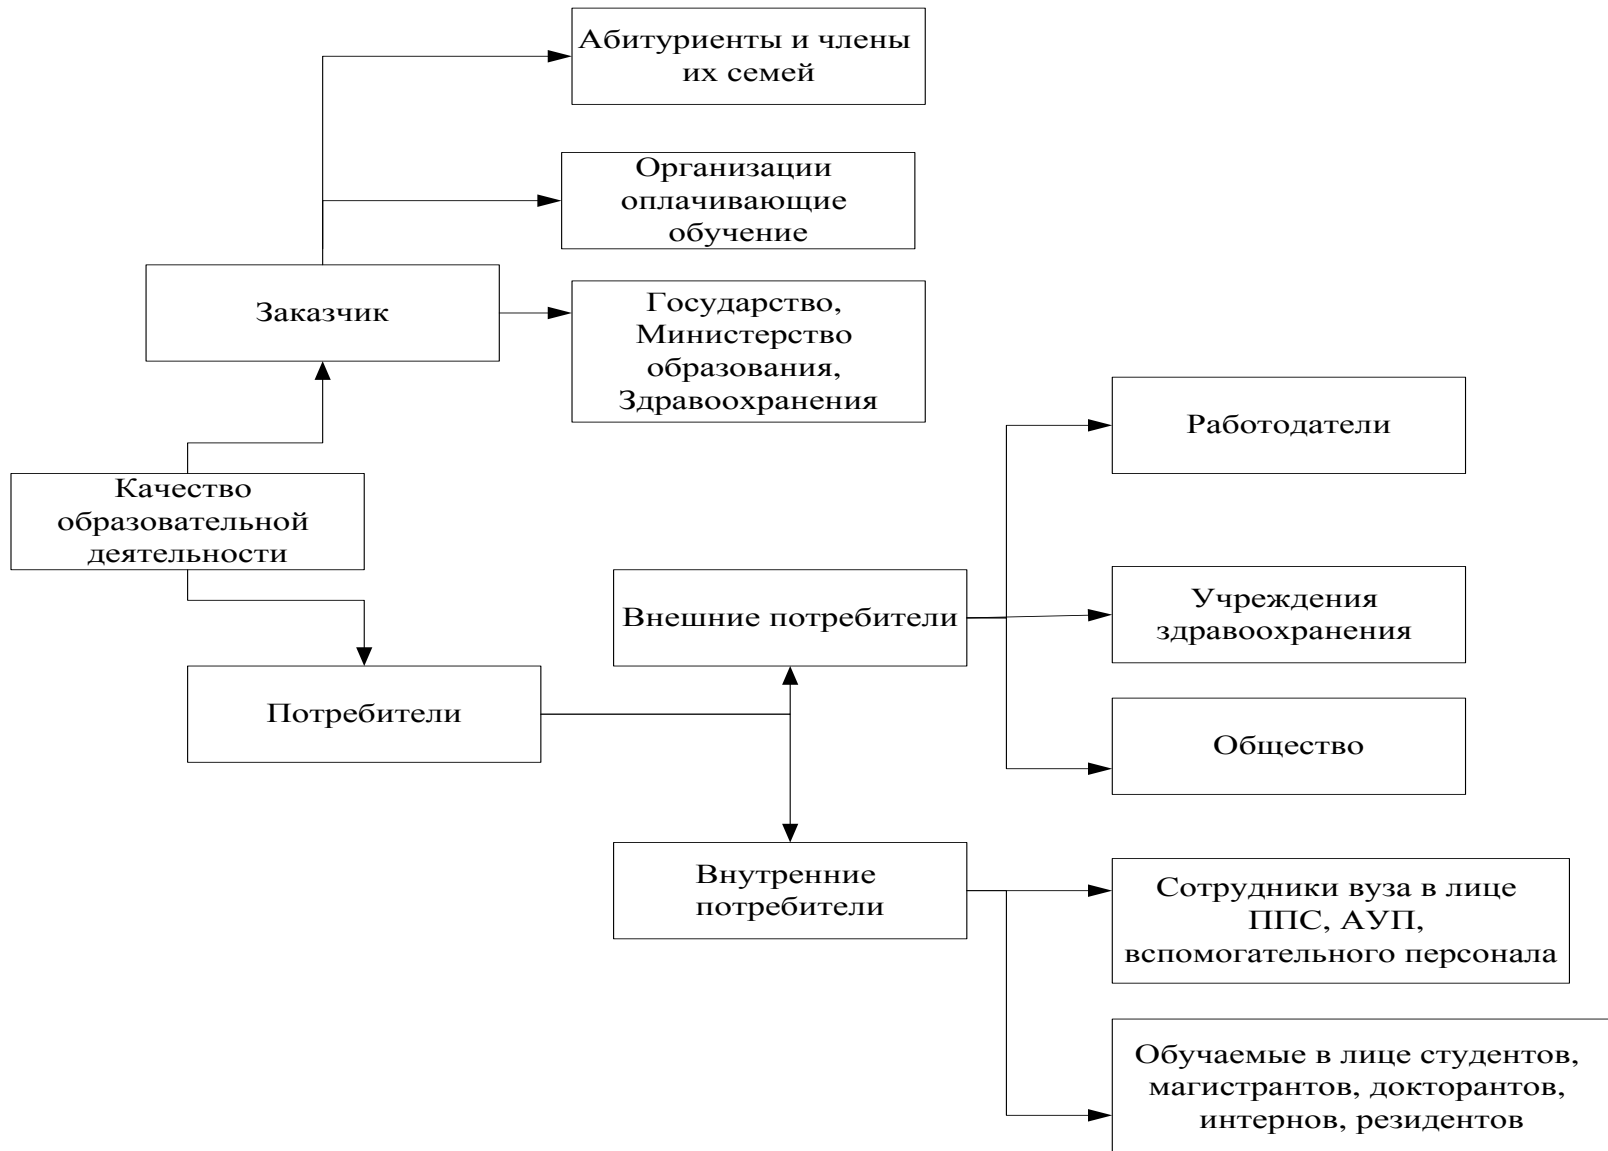 Абитуриенты и члены
их семей
Организации
оплачивающие
обучение
Заказчик
Государство,
Министерство
образования,
Здравоохранения
Качество
образовательной
деятельности
Потребители
Внешние потребители
Работодатели
Учреждения
здравоохранения
Общество
Внутренние
потребители
Сотрудники вуза в лице
ППС, АУП,
вспомогательного персонала
Обучаемые в лице студентов,
магистрантов, докторантов,
интернов, резидентов